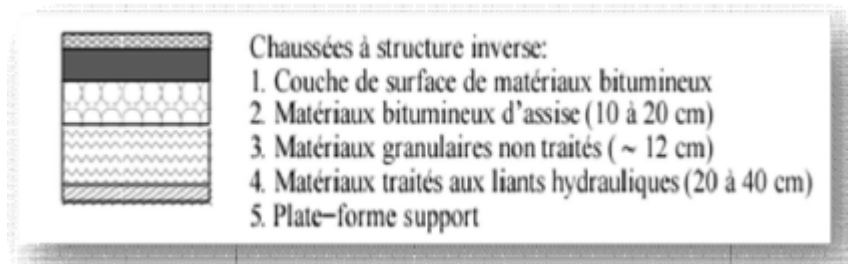 Chaussées à structure inverse:
1. Couche de surface de matériaux bitumineux
2. Matériaux bitumineux d'assise (10 à 20 cm)
3. Matériaux granulaires non traités ( ~ 12 cm)
4. Matériaux traités aux liants hydrauliques (20 à 40 cm)
5. Plate-forme support